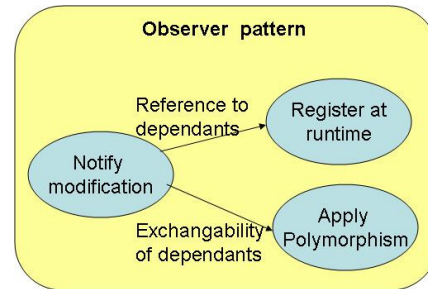 Observer pattern
Reference to
dependants
Register at
runtime
Notify
modification
Exchangability
of dependants
Apply
Polymorphism